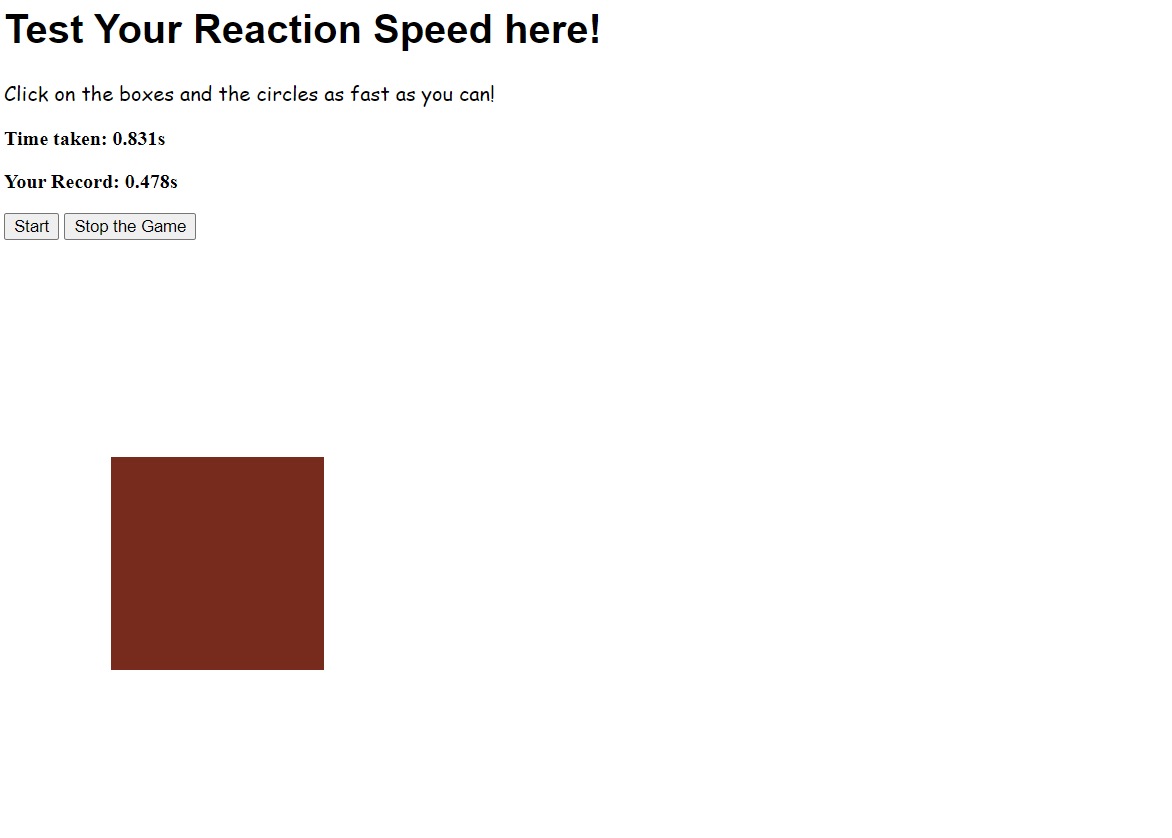 Test Your Reaction Speed here!
Click on the boxes and the circles as fast as you can!
Time taken: 0.831s
Your Record: 0.478s
Start Stop the Game